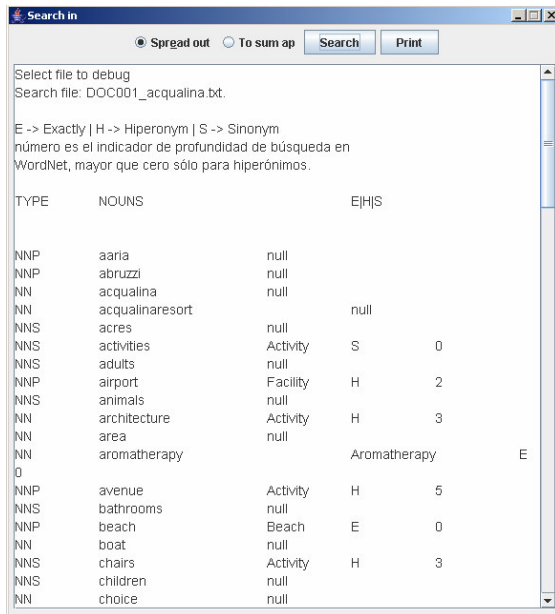 Search in
Spread out To sum ap Search Print
Select file to debug
Search file: DOC001_acqualina.txt.
E -> Exactly | H -> Hiperonym | S -> Sinonym
número es el indicador de profundidad de búsqueda en
WordNet, mayor que cero sólo para hiperónimos.
TYPE NOUNS E|H|S
NNP aaria null
NNP abruzzi null
NN acqualina null
NN acqualinaresort null
NNS acres null
NNS activities Activity S 0
NNS adults null
NNP airport Facility H 2
NNS animals null
NN architecture Activity H 3
NN area null
NN aromatherapy Aromatherapy E
0
NNP avenue Activity H 5
NNS bathrooms null
NNP beach Beach E 0
NN boat null
NNS chairs Activity H 3
NNS children null
NN choice null